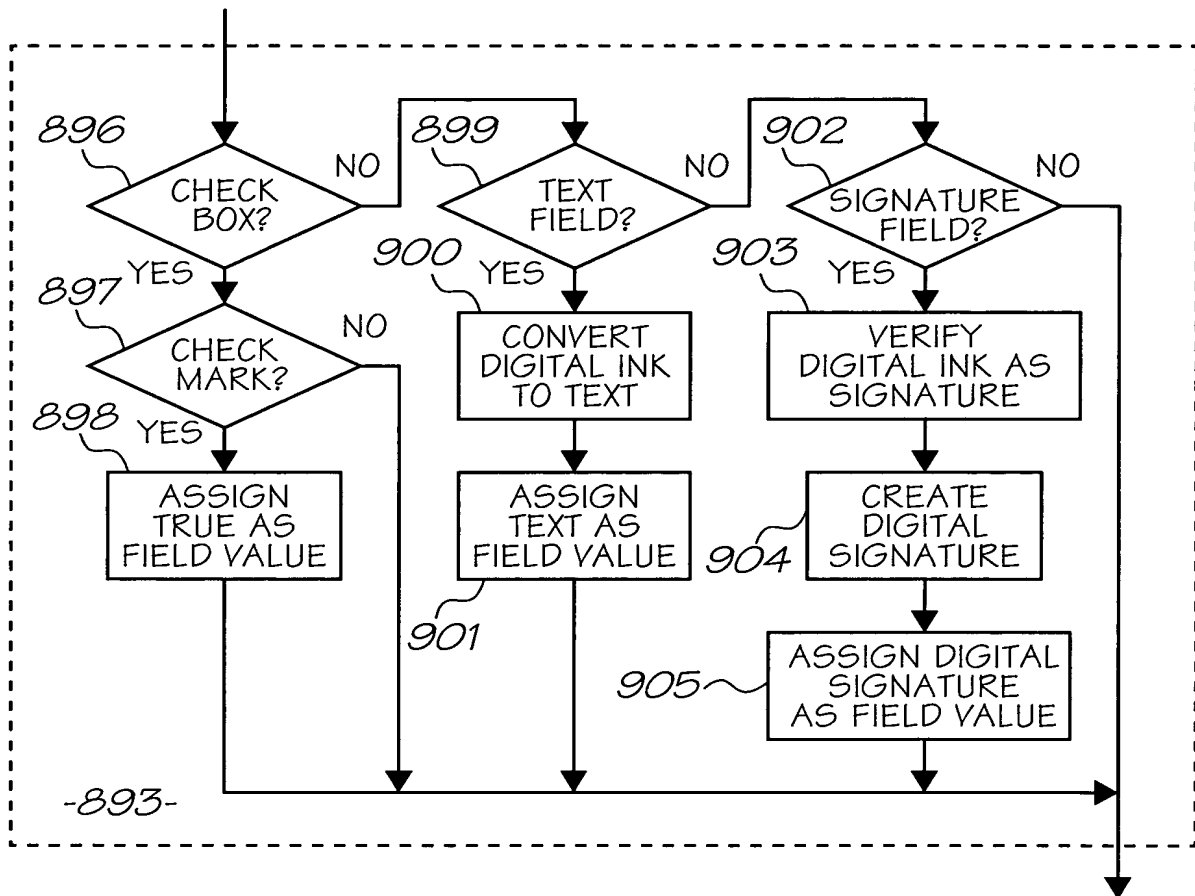 896
CHECK
BOX?
NO
YES
899
TEXT
FIELD?
NO
YES
902
SIGNATURE
FIELD?
NO
YES
897
CHECK
MARK?
NO
YES
900
CONVERT
DIGITAL INK
TO TEXT
903
VERIFY
DIGITAL INK AS
SIGNATURE
898
ASSIGN
TRUE AS
FIELD VALUE
ASSIGN
TEXT AS
FIELD VALUE
901
CREATE
DIGITAL
SIGNATURE
904
905
ASSIGN DIGITAL
SIGNATURE
AS FIELD VALUE
-893-